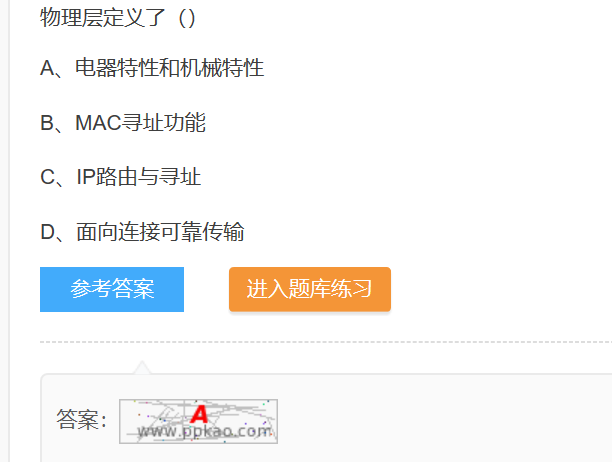 物理层定义了（）
A、电器特性和机械特性
B、MAC寻址功能
C、IP路由与寻址
D、面向连接可靠传输
参考答案 进入题库练习
答案： A
www.ppkao.com